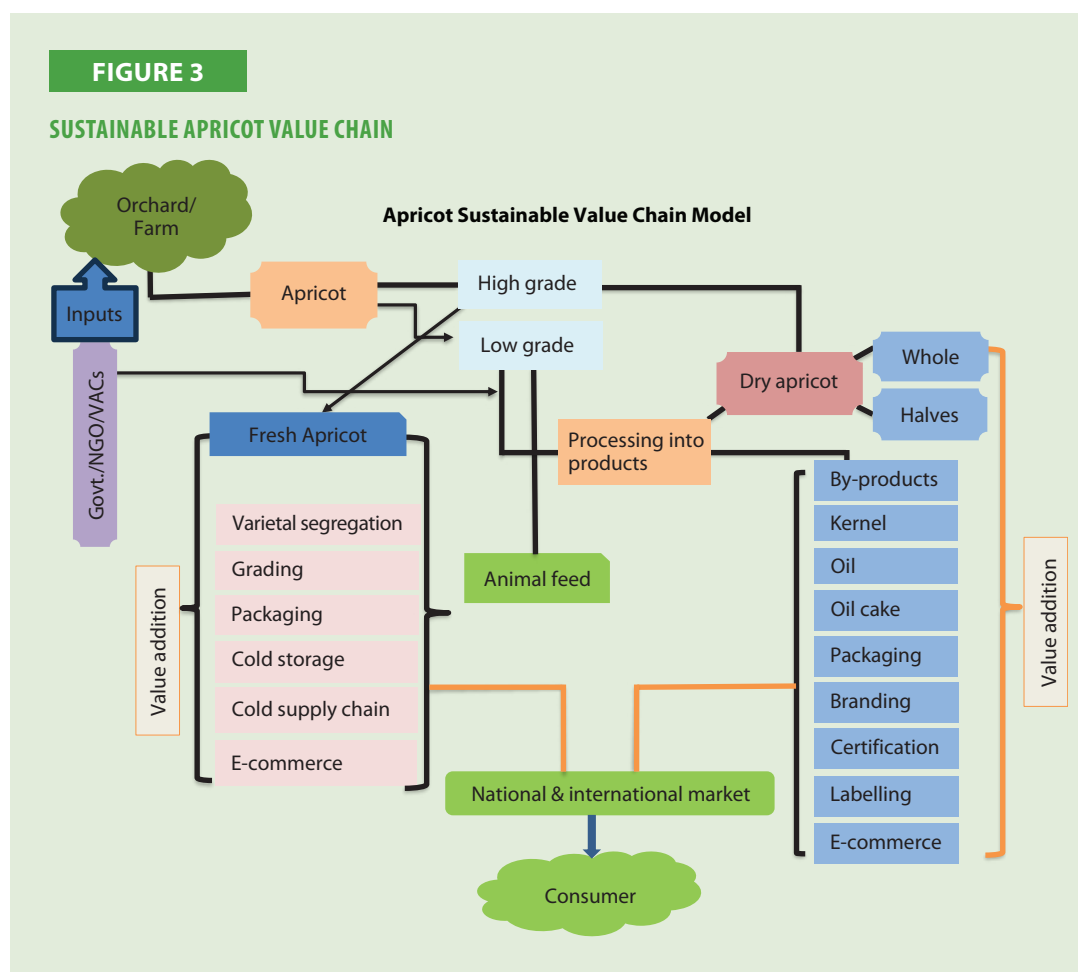 FIGURE 3
SUSTAINABLE APRICOT VALUE CHAIN
Apricot Sustainable Value Chain Model
Orchard/
Farm
Inputs
Govt./NGO/VACs
Apricot
High grade
Low grade
Dry apricot
Whole
Halves
Processing into
products
Animal feed
Fresh Apricot
Value addition
Varietal segregation
Grading
Packaging
Cold storage
Cold supply chain
E-commerce
By-products
Kernel
Oil
Oil cake
Packaging
Branding
Certification
Labelling
E-commerce
Value addition
National & international market
Consumer